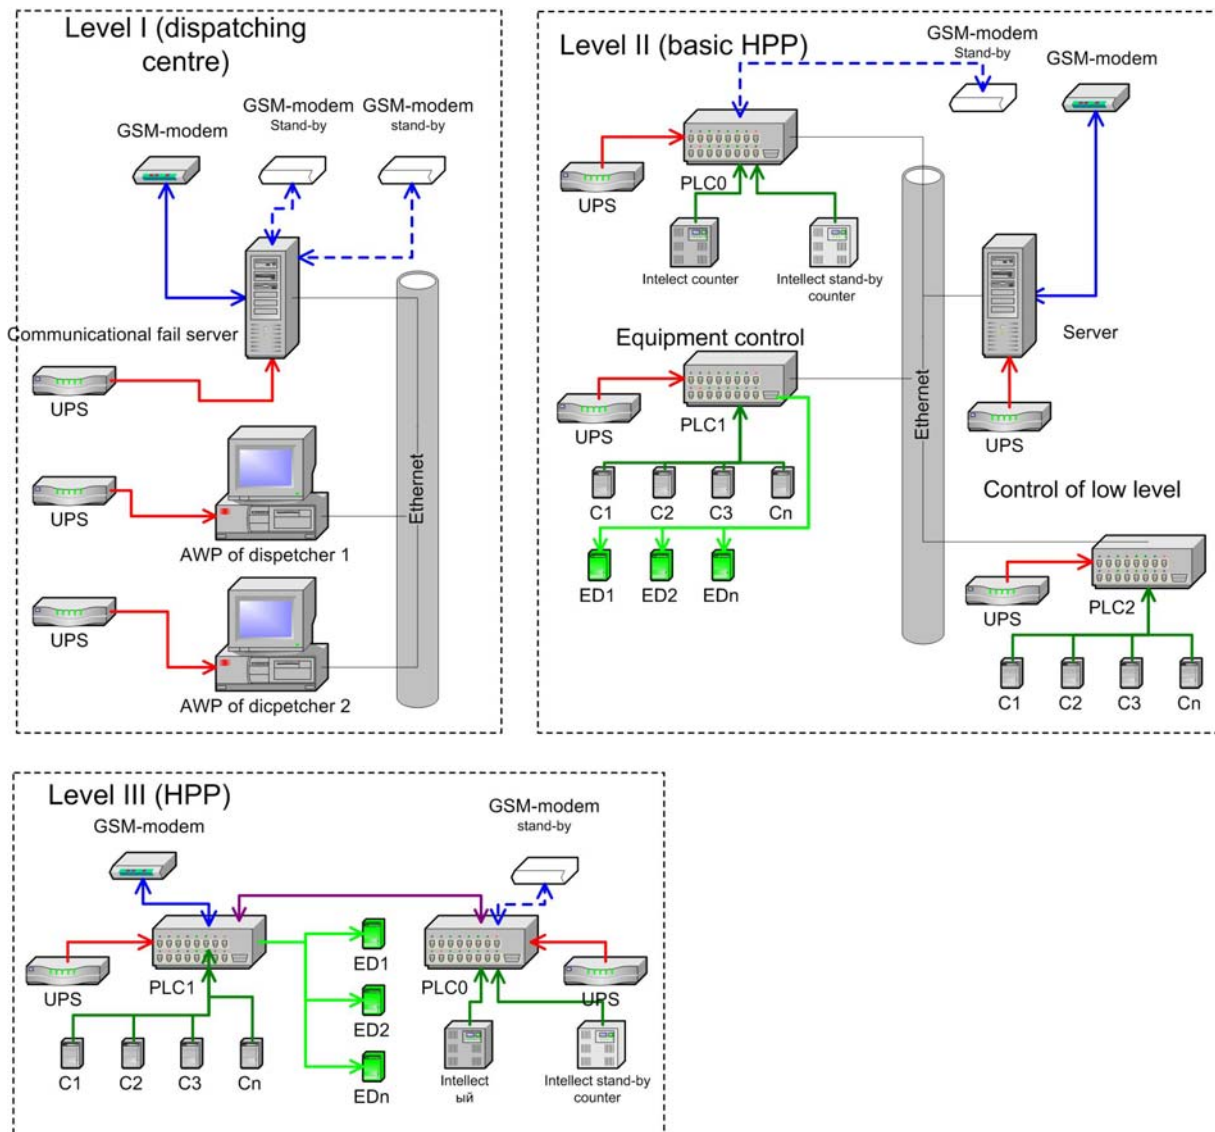 Level I (dispatching
centre)
GSM-modem
GSM-modem
Stand-by
GSM-modem
stand-by
Communicational fail server
UPS
UPS
AWP of dispetcher 1
UPS
AWP of dicpetcher 2
Ethernet
Level II (basic HPP)
GSM-modem
Stand-by
GSM-modem
UPS
PLC0
Intelect counter
Intellect stand-by
counter
Equipment control
UPS
PLC1
C1
C2
C3
Cn
ED1
ED2
EDn
Ethernet
Server
UPS
Control of low level
UPS
PLC2
C1
C2
C3
Cn
Level III (HPP)
GSM-modem
GSM-modem
stand-by
UPS
PLC1
ED1
PLC0
UPS
ED2
C1
C2
C3
Cn
EDn
Intellect
ый
Intellect stand-by
counter